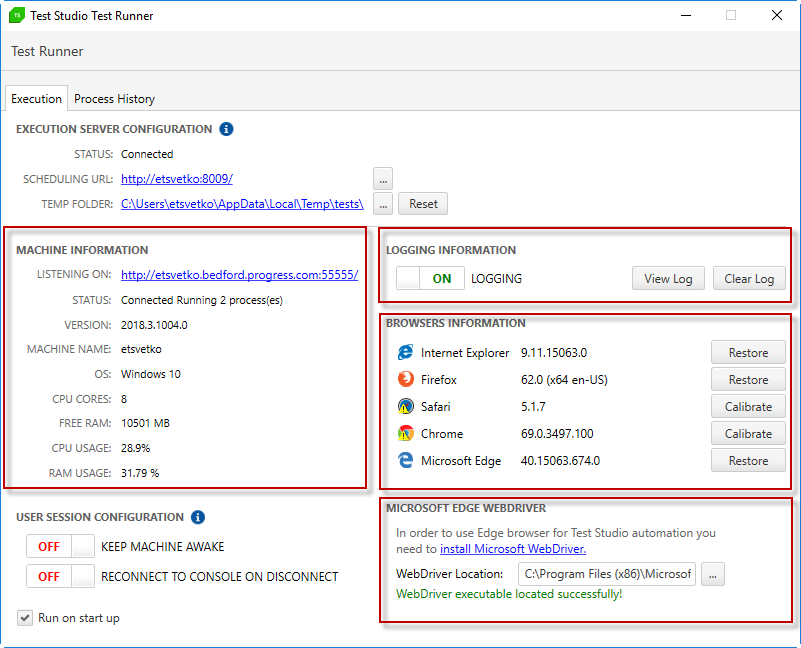 TS Test Studio Test Runner
Test Runner
Execution Process History
EXECUTION SERVER CONFIGURATION i
STATUS: Connected
SCHEDULING URL: http://etsvetko:8009/ ...
TEMP FOLDER: C:\Users\etsvetko\AppData\Local\Temp\tests\ ... Reset
MACHINE INFORMATION
LISTENING ON: http://etsvetko.bedford.progress.com:55555/
STATUS: Connected Running 2 process(es)
VERSION: 2018.3.1004.0
MACHINE NAME: etsvetko
OS: Windows 10
CPU CORES: 8
FREE RAM: 10501 MB
CPU USAGE: 28.9%
RAM USAGE: 31.79 %
USER SESSION CONFIGURATION i
OFF KEEP MACHINE AWAKE
OFF RECONNECT TO CONSOLE ON DISCONNECT
Run on start up
LOGGING INFORMATION
ON LOGGING View Log Clear Log
BROWSERS INFORMATION
Internet Explorer 9.11.15063.0 Restore
Firefox 62.0 (x64 en-US) Restore
Safari 5.1.7 Calibrate
Chrome 69.0.3497.100 Calibrate
Microsoft Edge 40.15063.674.0 Restore
MICROSOFT EDGE WEBDRIVER
In order to use Edge browser for Test Studio automation you
need to install Microsoft WebDriver.
WebDriver Location: C:\Program Files (x86)\Microsof ...
WebDriver executable located successfully!